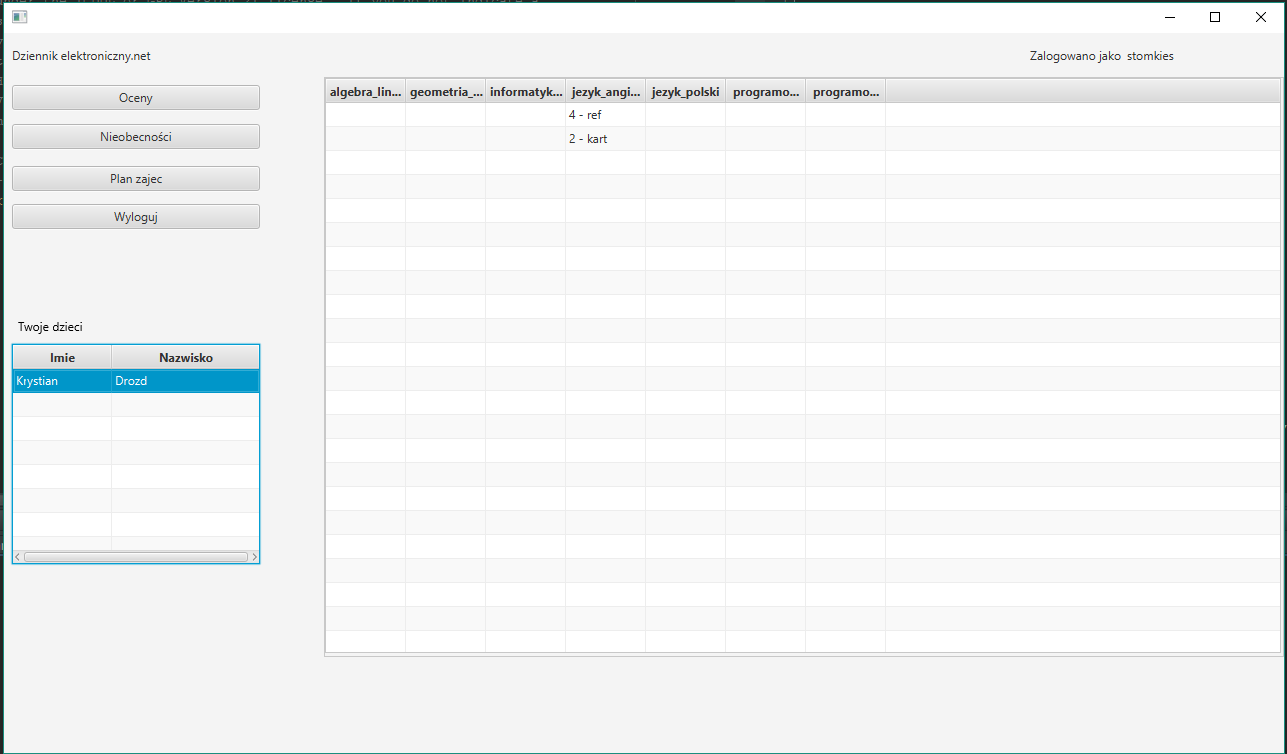 Dziennik elektroniczny.net
Zalogowano jako stomkies
Oceny
Nieobecności
Plan zajec
Wyloguj
Twoje dzieci
Imie Nazwisko
Krystian Drozd
algebra_lin... geometria_... informatyk... jezyk_angi... jezyk_polski programo... programo...
4 - ref
2 - kart